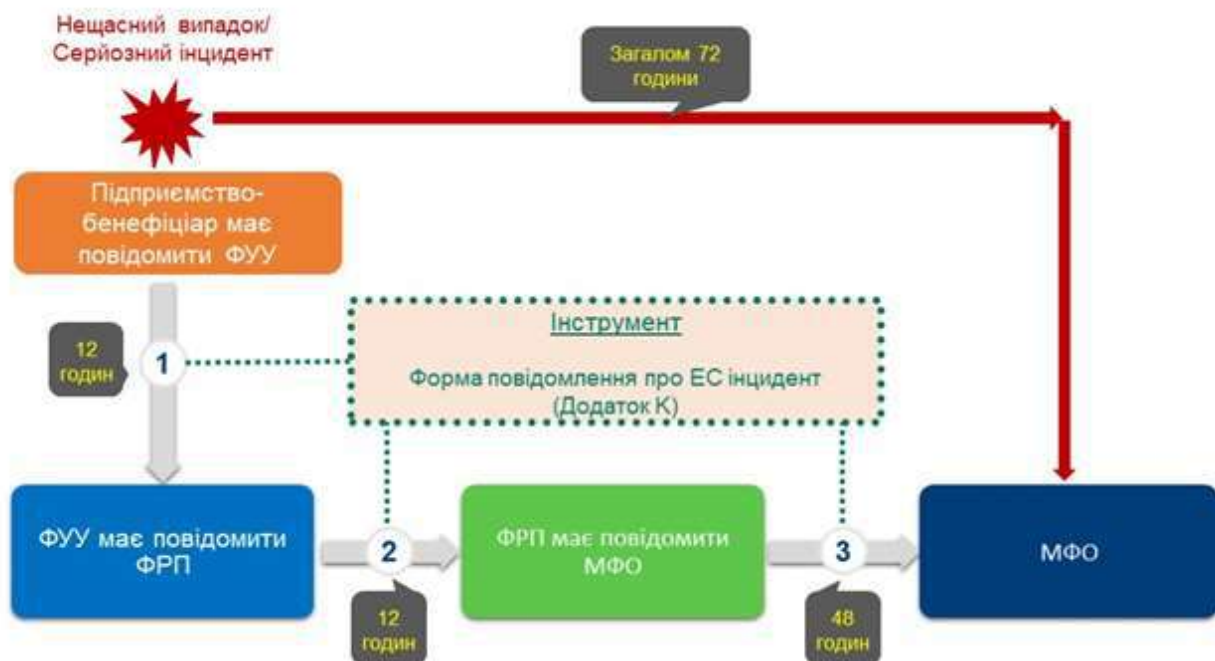 Нещасний випадок/
Серйозний інцидент
Загалом 72
години
Підприємство-
бенефіціар має
повідомити ФУУ
12
годин
1
Інструмент
Форма повідомлення про ЕС інцидент
(Додаток К)
ФУУ має повідомити
ФРП
2
ФРП має повідомити
МФО
3
МФО
12
годин
48
годин